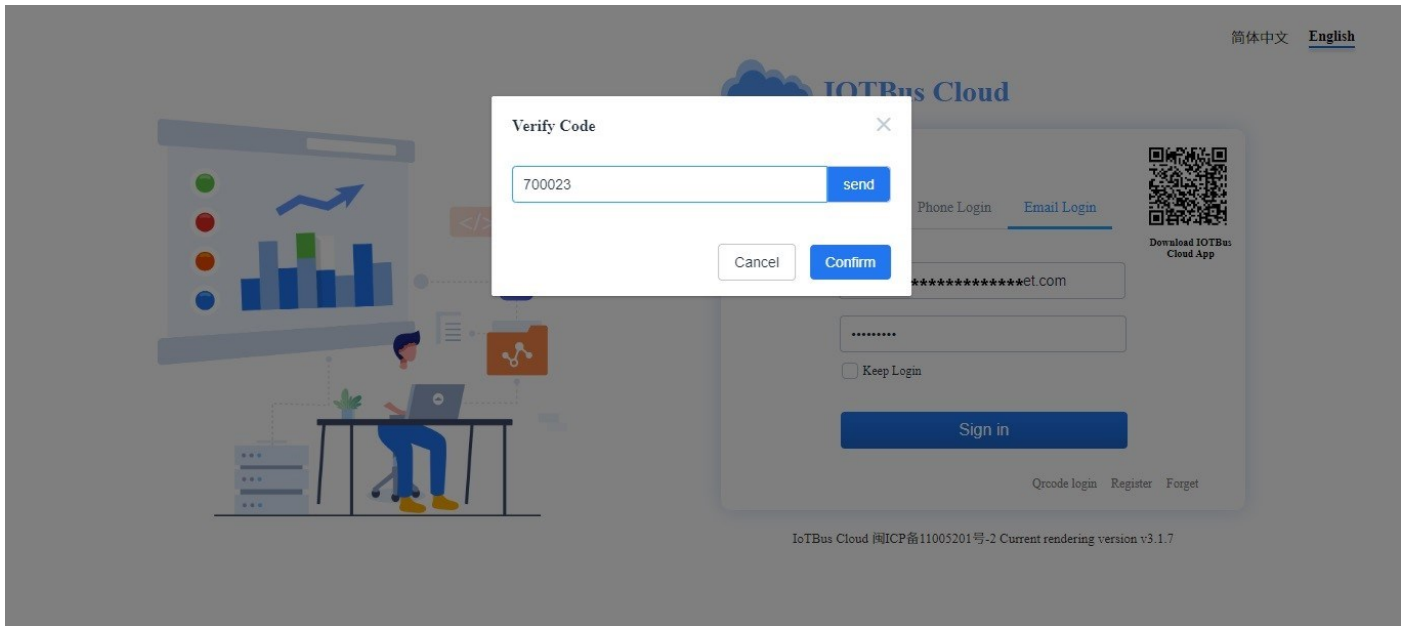 简体中文 English
IOTBus Cloud
Verify Code
700023 send
Cancel Confirm
Phone Login Email Login
Download IOTBus
Cloud App
*************et.com
•••••••••
Keep Login
Sign in
Qrcode login Register Forget
IoTBus Cloud 闽ICP备11005201号-2 Current rendering version v3.1.7